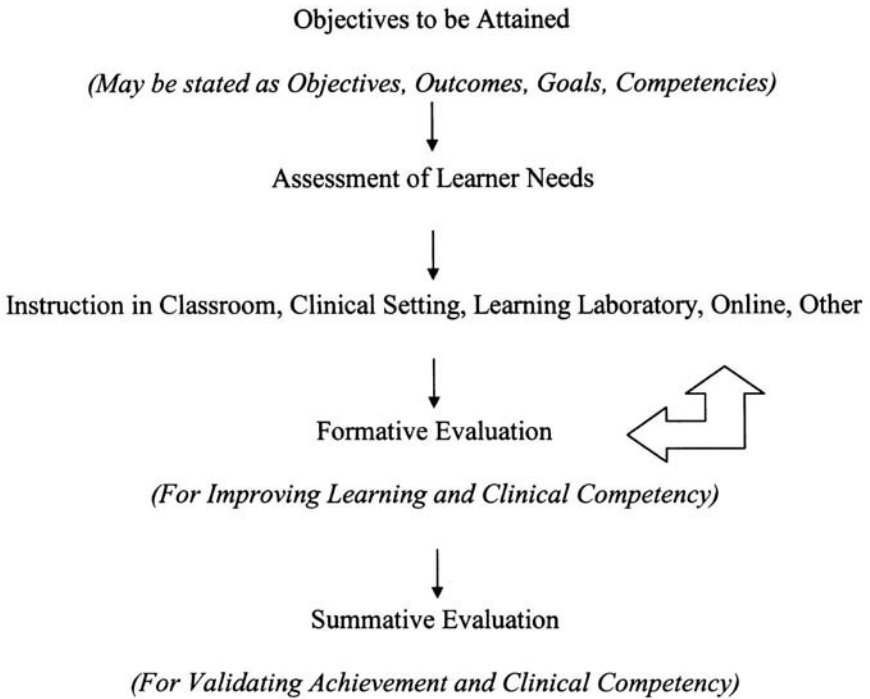 Objectives to be Attained
(May be stated as Objectives, Outcomes, Goals, Competencies)
Assessment of Learner Needs
Instruction in Classroom, Clinical Setting, Learning Laboratory, Online, Other
Formative Evaluation
(For Improving Learning and Clinical Competency)
Summative Evaluation
(For Validating Achievement and Clinical Competency)